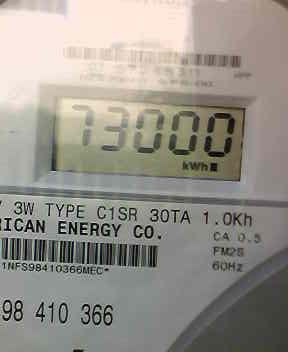 73000
kWh
3W TYPE C1SR 30TA 1.0Kh
RICAN ENERGY CO.
CA 0.5
FM2S
60Hz
1NFS98410366MEC*
98 410 366